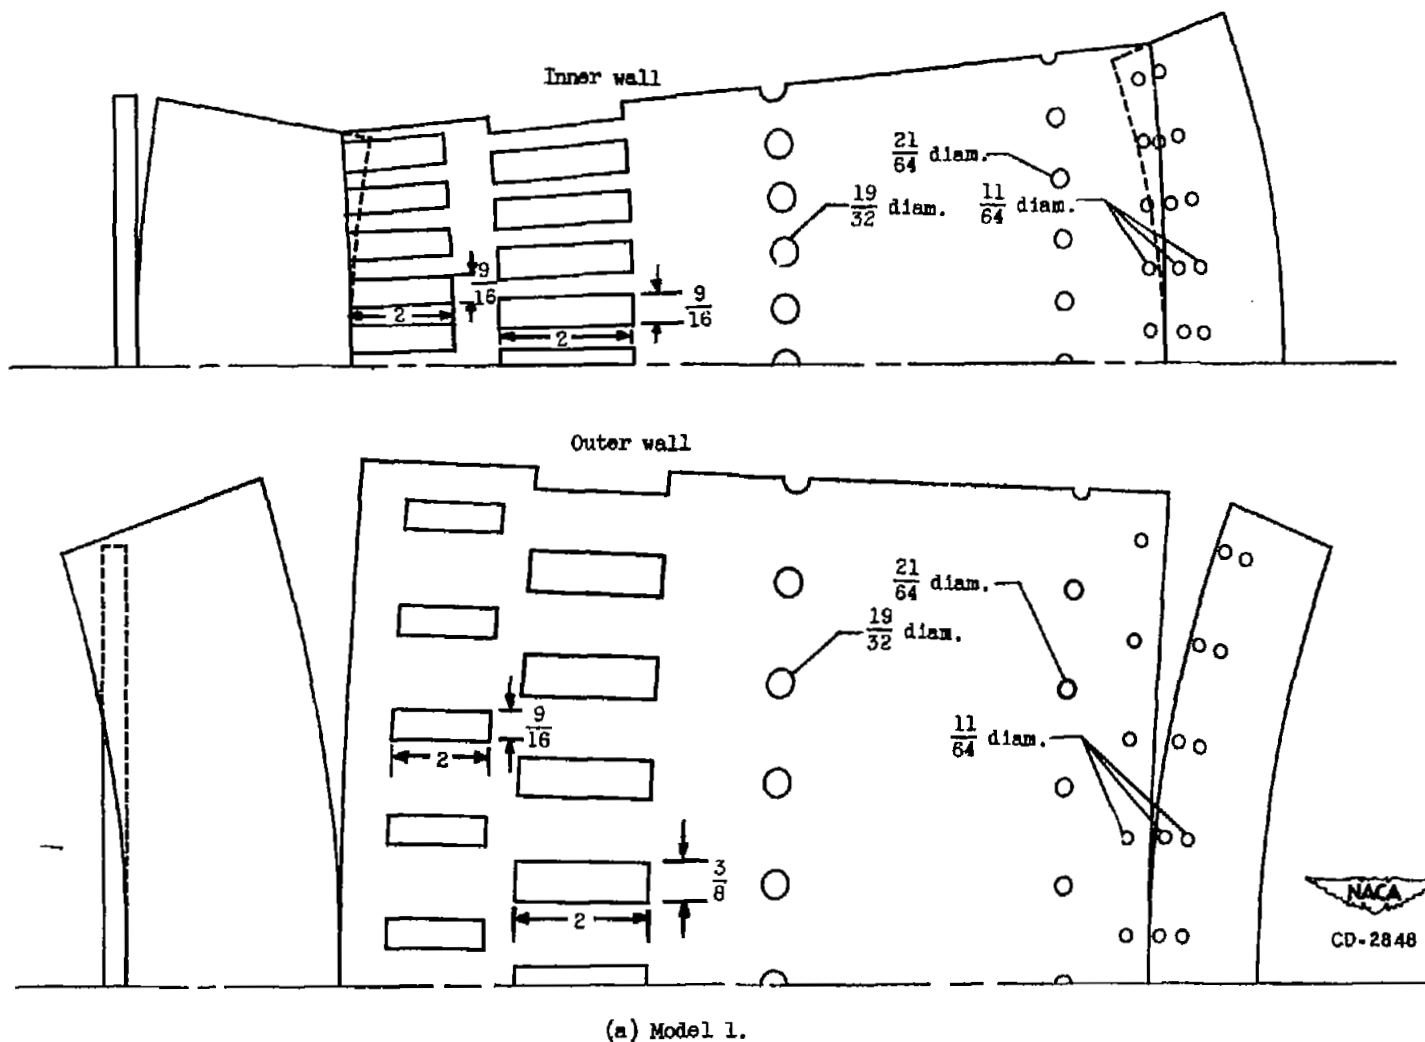 Inner wall
21/64 diam.
19/32 diam.
11/64 diam.
9/16
2
9/16
2
Outer wall
21/64 diam.
19/32 diam.
9/16
2
11/64 diam.
3/8
2
NACA
CD-2848
(a) Model 1.